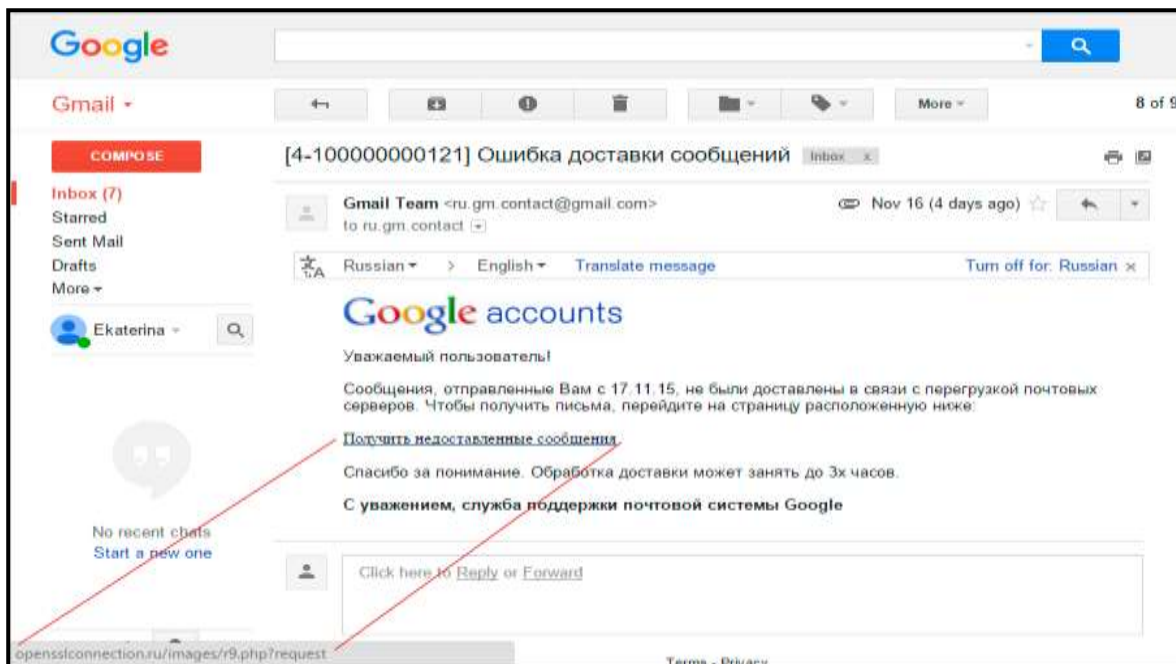 Google
Gmail
More
8 of 9
COMPOSE
[4-100000000121] Ошибка доставки сообщений Inbox x
Inbox (7)
Starred
Sent Mail
Drafts
More
Gmail Team <ru.gm.contact@gmail.com>
Nov 16 (4 days ago)
to ru.gm.contact
Russian > English Translate message
Turn off for: Russian x
Ekaterina
Google accounts
Уважаемый пользователь!
Сообщения, отправленные Вам с 17.11.15, не были доставлены в связи с перегрузкой почтовых
серверов. Чтобы получить письма, перейдите на страницу расположенную ниже:
Получить недоставленные сообщения.
Спасибо за понимание. Обработка доставки может занять до 3х часов.
С уважением, служба поддержки почтовой системы Google
No recent chats
Start a new one
Click here to Reply or Forward
opensslconnection.ru/images/r9.php?request
Terms - Privacy